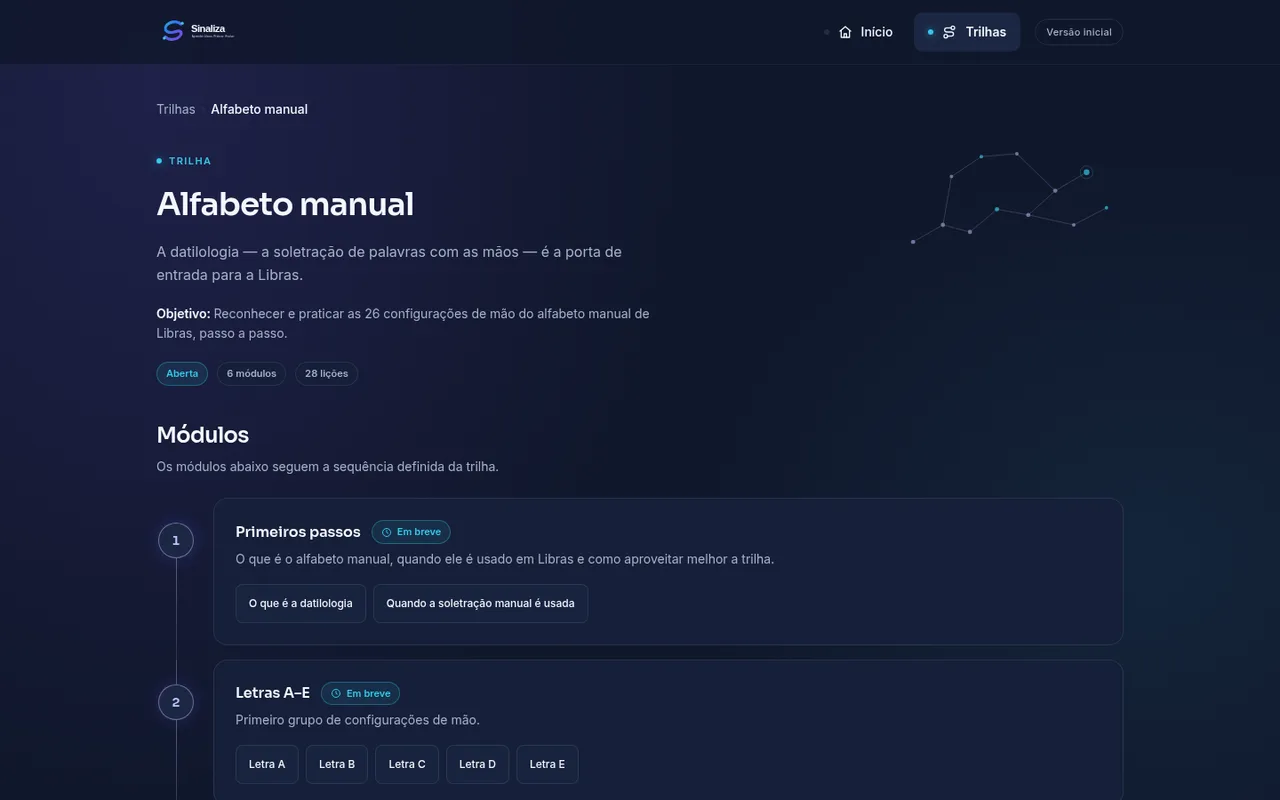 Sinaliza
Início
Trilhas
Versão inicial
Trilhas
Alfabeto manual
TRILHA
Alfabeto manual
A datilologia — a soletração de palavras com as mãos — é a porta de
entrada para a Libras.
Objetivo: Reconhecer e praticar as 26 configurações de mão do alfabeto manual de
Libras, passo a passo.
Aberta
6 módulos
28 lições
Módulos
Os módulos abaixo seguem a sequência definida da trilha.
1
Primeiros passos
Em breve
O que é o alfabeto manual, quando ele é usado em Libras e como aproveitar melhor a trilha.
O que é a datilologia
Quando a soletração manual é usada
2
Letras A–E
Em breve
Primeiro grupo de configurações de mão.
Letra A
Letra B
Letra C
Letra D
Letra E